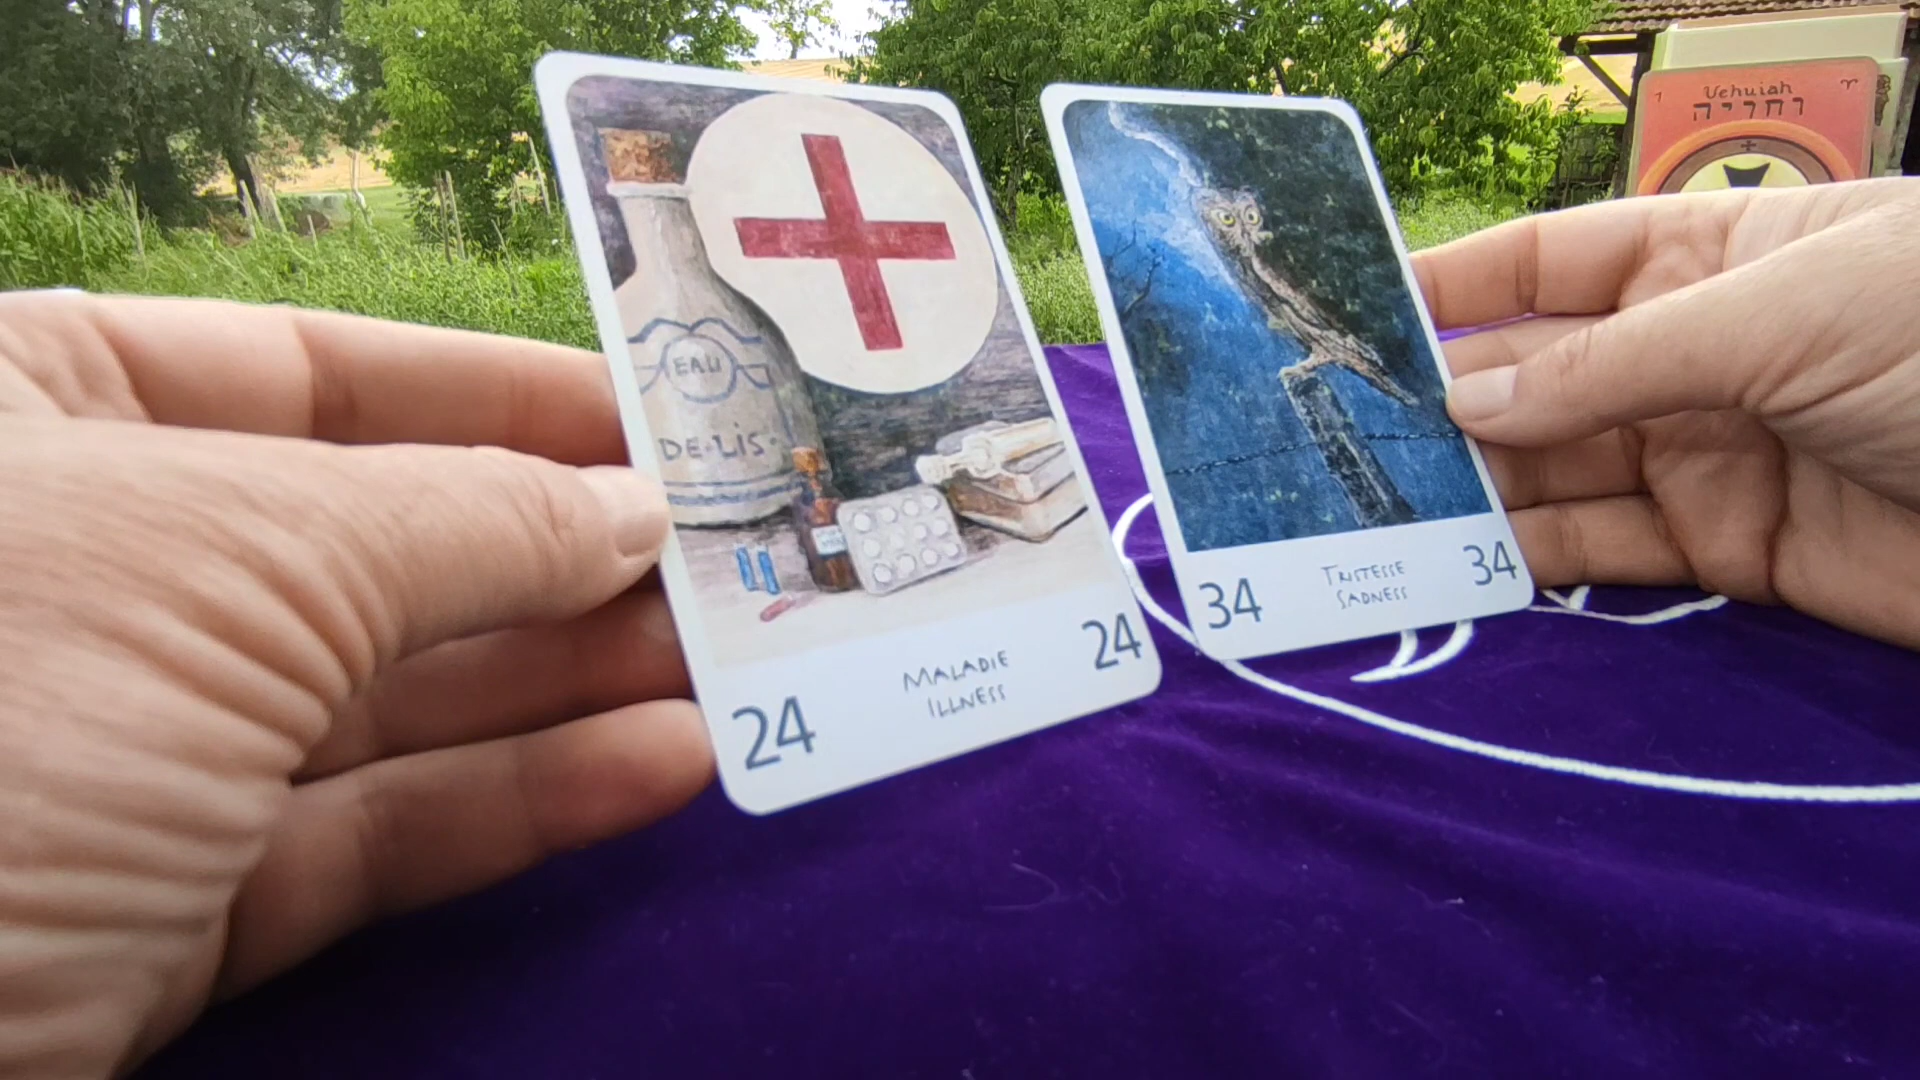 EAU
DE·LIS·
24
MALADIE
ILLNESS
24
34
TRISTESSE
SADNESS
34
Vehuiah
והויה